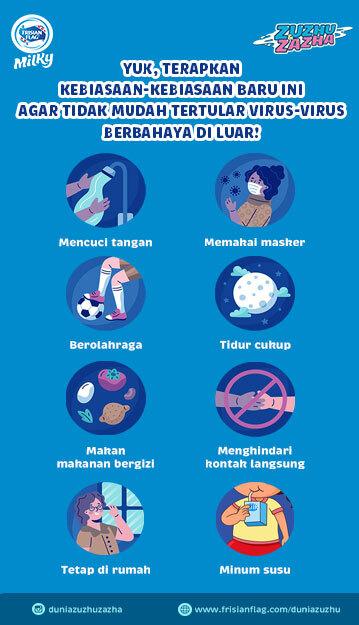 FRISIAN FLAG
Milky
ZUZHU
ZAZHA
YUK, TERAPKAN
KEBIASAAN-KEBIASAAN BARU INI
AGAR TIDAK MUDAH TERTULAR VIRUS-VIRUS
BERBAHAYA DI LUAR!
Mencuci tangan
Memakai masker
Berolahraga
Tidur cukup
Makan
makanan bergizi
Menghindari
kontak langsung
Tetap di rumah
Minum susu
duniazuzhuzazha
www.frisianflag.com/duniazuzhu